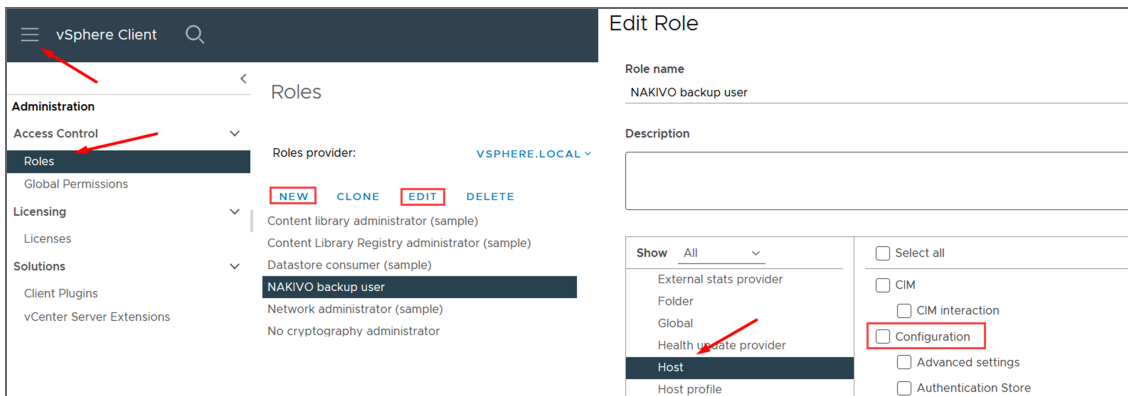 vSphere Client
Administration
Access Control
Roles
Global Permissions
Licensing
Licenses
Solutions
Client Plugins
vCenter Server Extensions
Roles
Roles provider: VSPHERE.LOCAL
NEW CLONE EDIT DELETE
Content library administrator (sample)
Content Library Registry administrator (sample)
Datastore consumer (sample)
NAKIVO backup user
Network administrator (sample)
No cryptography administrator
Edit Role
Role name
NAKIVO backup user
Description
Show All
External stats provider
Folder
Global
Health update provider
Host
Host profile
Select all
CIM
CIM interaction
Configuration
Advanced settings
Authentication Store